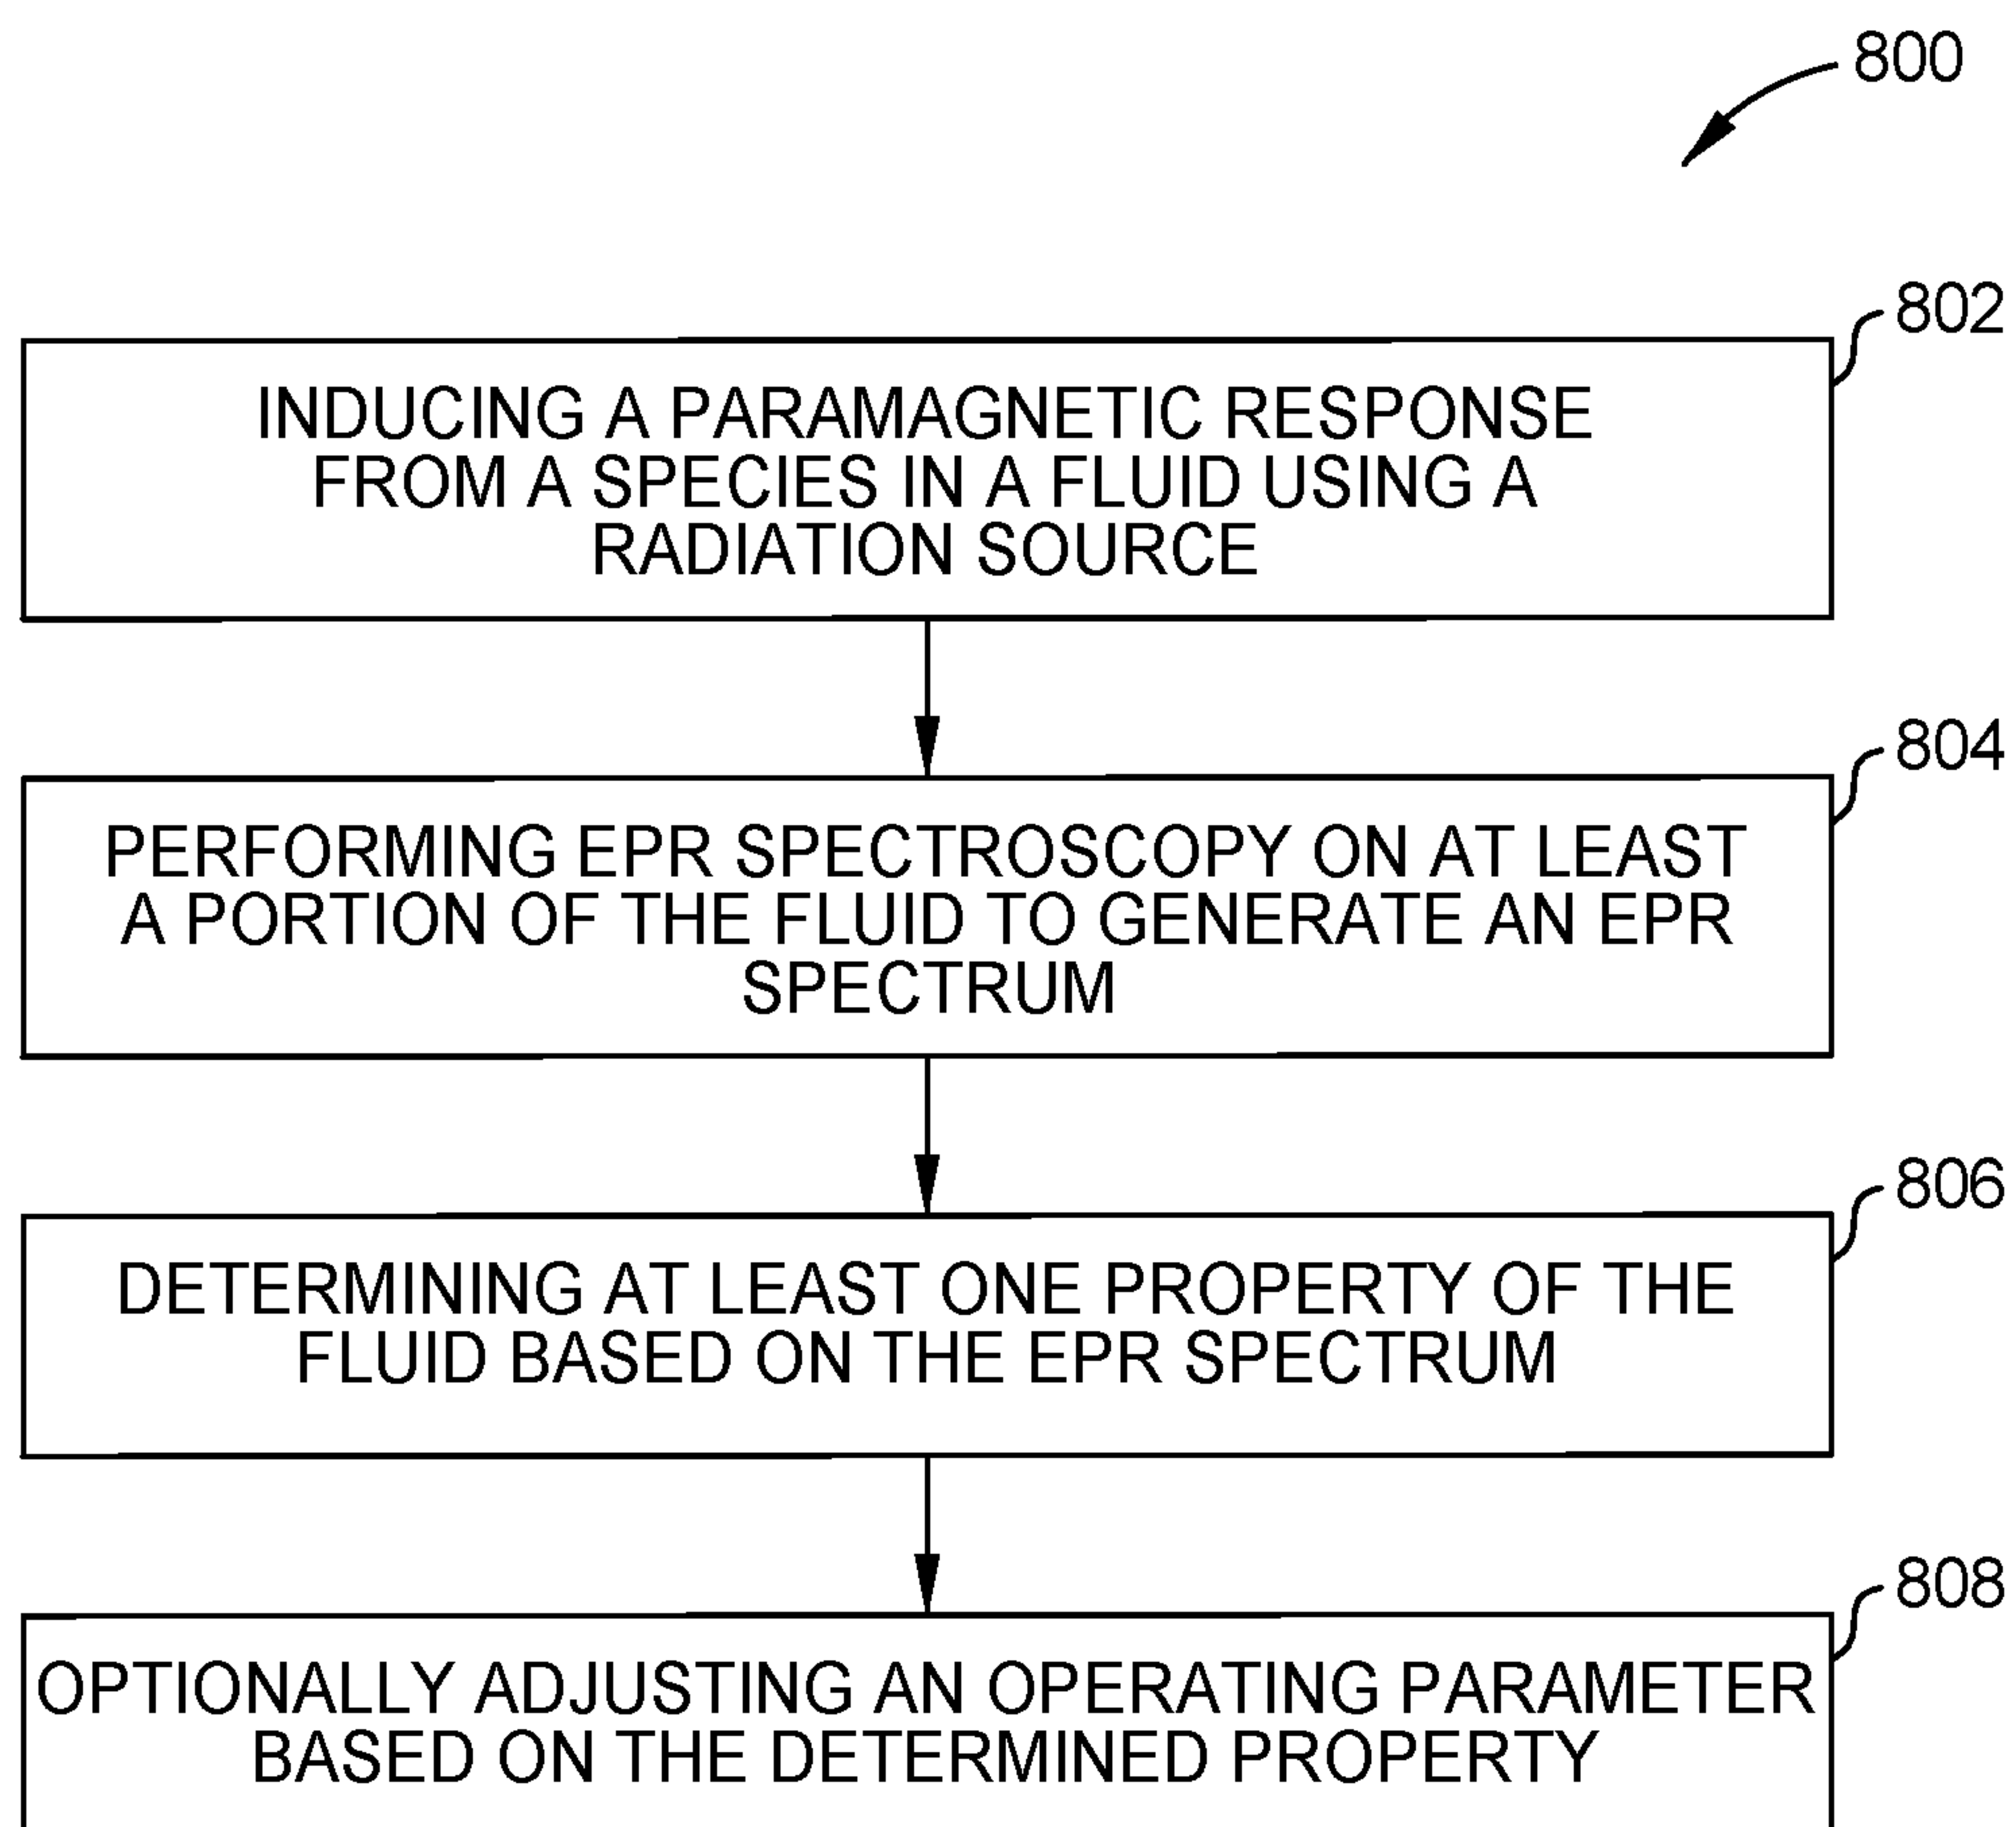 800
802
INDUCING A PARAMAGNETIC RESPONSE
FROM A SPECIES IN A FLUID USING A
RADIATION SOURCE
804
PERFORMING EPR SPECTROSCOPY ON AT LEAST
A PORTION OF THE FLUID TO GENERATE AN EPR
SPECTRUM
806
DETERMINING AT LEAST ONE PROPERTY OF THE
FLUID BASED ON THE EPR SPECTRUM
808
OPTIONALLY ADJUSTING AN OPERATING PARAMETER
BASED ON THE DETERMINED PROPERTY